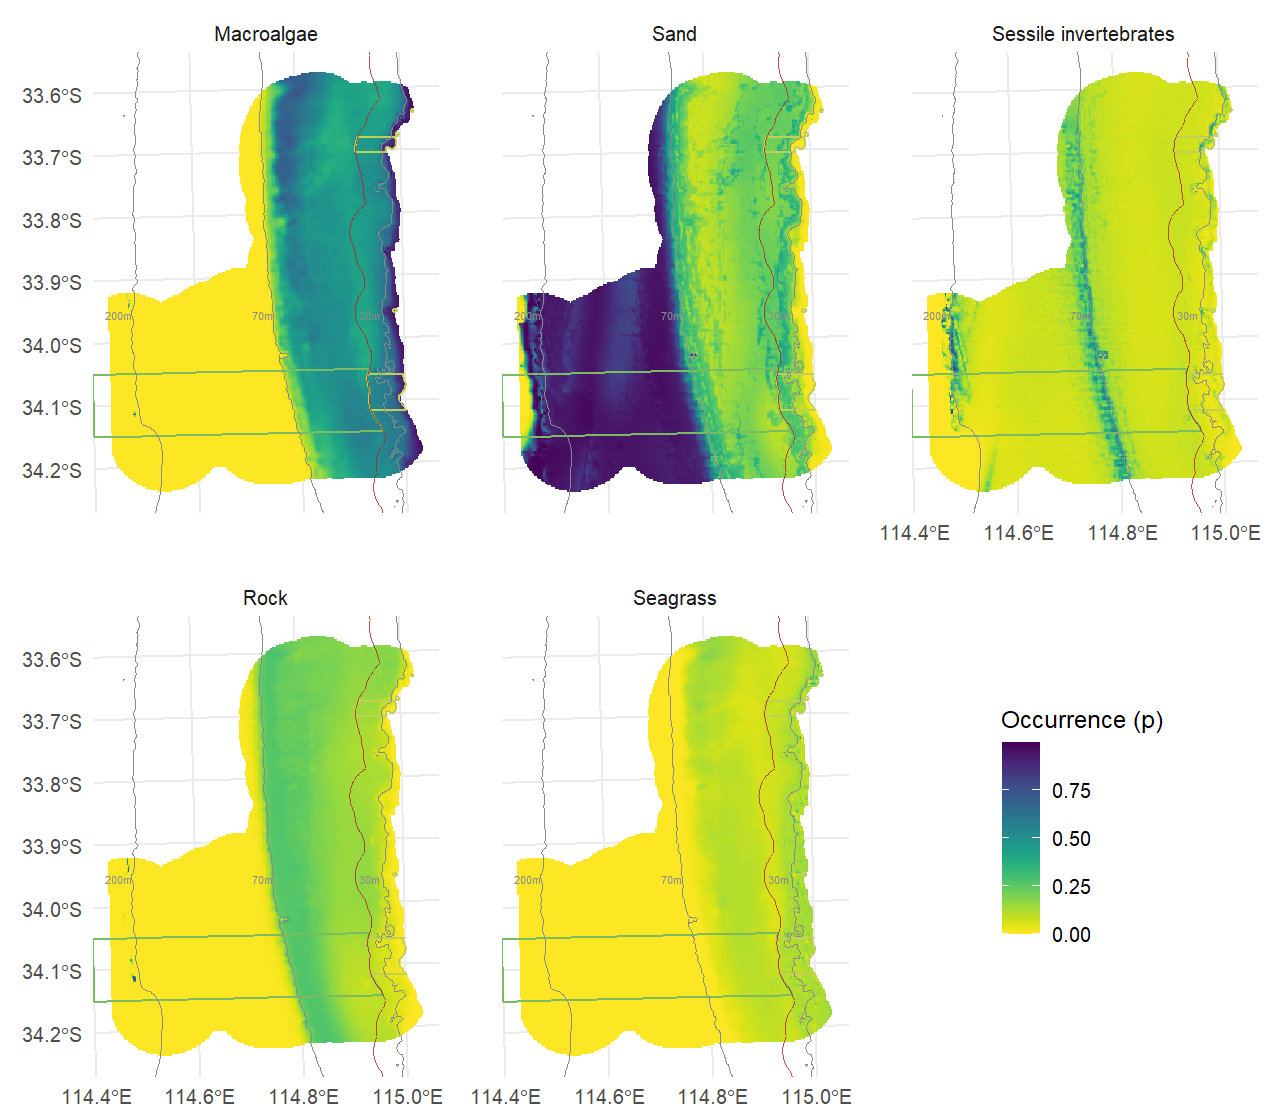 Macroalgae
Sand
Sessile invertebrates
33.6°S
33.7°S
33.8°S
33.9°S
34.0°S
34.1°S
34.2°S
200m
70m
30m
200m
70m
30m
200m
70m
30m
114.4°E
114.6°E
114.8°E
115.0°E
Rock
Seagrass
33.6°S
33.7°S
33.8°S
33.9°S
34.0°S
34.1°S
34.2°S
200m
70m
30m
200m
70m
30m
114.4°E
114.6°E
114.8°E
115.0°E
114.4°E
114.6°E
114.8°E
115.0°E
Occurrence (p)
0.75
0.50
0.25
0.00